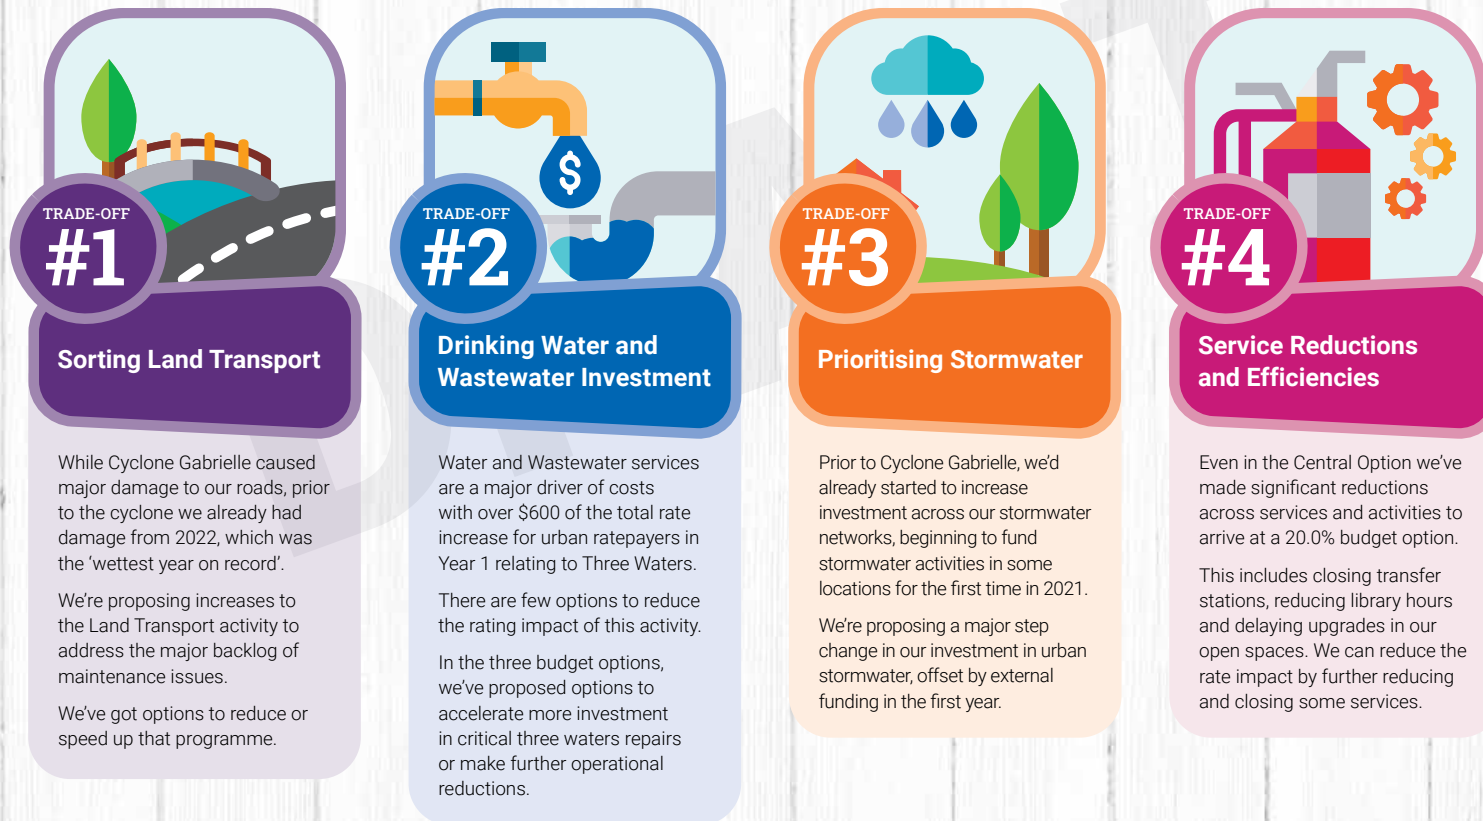 TRADE-OFF
#1
Sorting Land Transport
While Cyclone Gabrielle caused
major damage to our roads, prior
to the cyclone we already had
damage from 2022, which was
the ‘wettest year on record’.
We’re proposing increases to
the Land Transport activity to
address the major backlog of
maintenance issues.
We’ve got options to reduce or
speed up that programme.
TRADE-OFF
#2
$
Drinking Water and
Wastewater Investment
Water and Wastewater services
are a major driver of costs
with over $600 of the total rate
increase for urban ratepayers in
Year 1 relating to Three Waters.
There are few options to reduce
the rating impact of this activity.
In the three budget options,
we’ve proposed options to
accelerate more investment
in critical three waters repairs
or make further operational
reductions.
TRADE-OFF
#3
Prioritising Stormwater
Prior to Cyclone Gabrielle, we’d
already started to increase
investment across our stormwater
networks, beginning to fund
stormwater activities in some
locations for the first time in 2021.
We’re proposing a major step
change in our investment in urban
stormwater, offset by external
funding in the first year.
TRADE-OFF
#4
Service Reductions
and Efficiencies
Even in the Central Option we’ve
made significant reductions
across services and activities to
arrive at a 20.0% budget option.
This includes closing transfer
stations, reducing library hours
and delaying upgrades in our
open spaces. We can reduce the
rate impact by further reducing
and closing some services.